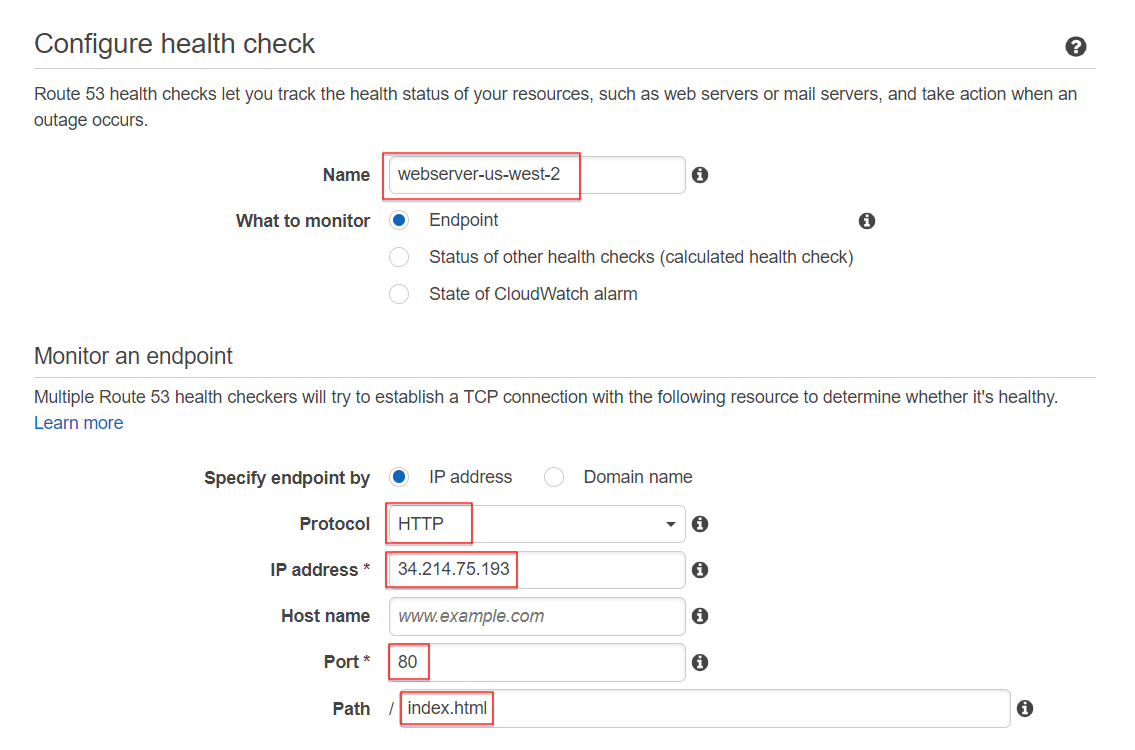 Configure health check
Route 53 health checks let you track the health status of your resources, such as web servers or mail servers, and take action when an
outage occurs.
Name webserver-us-west-2
What to monitor Endpoint
Status of other health checks (calculated health check)
State of CloudWatch alarm
Monitor an endpoint
Multiple Route 53 health checkers will try to establish a TCP connection with the following resource to determine whether it's healthy.
Learn more
Specify endpoint by IP address Domain name
Protocol HTTP
IP address * 34.214.75.193
Host name www.example.com
Port * 80
Path / index.html